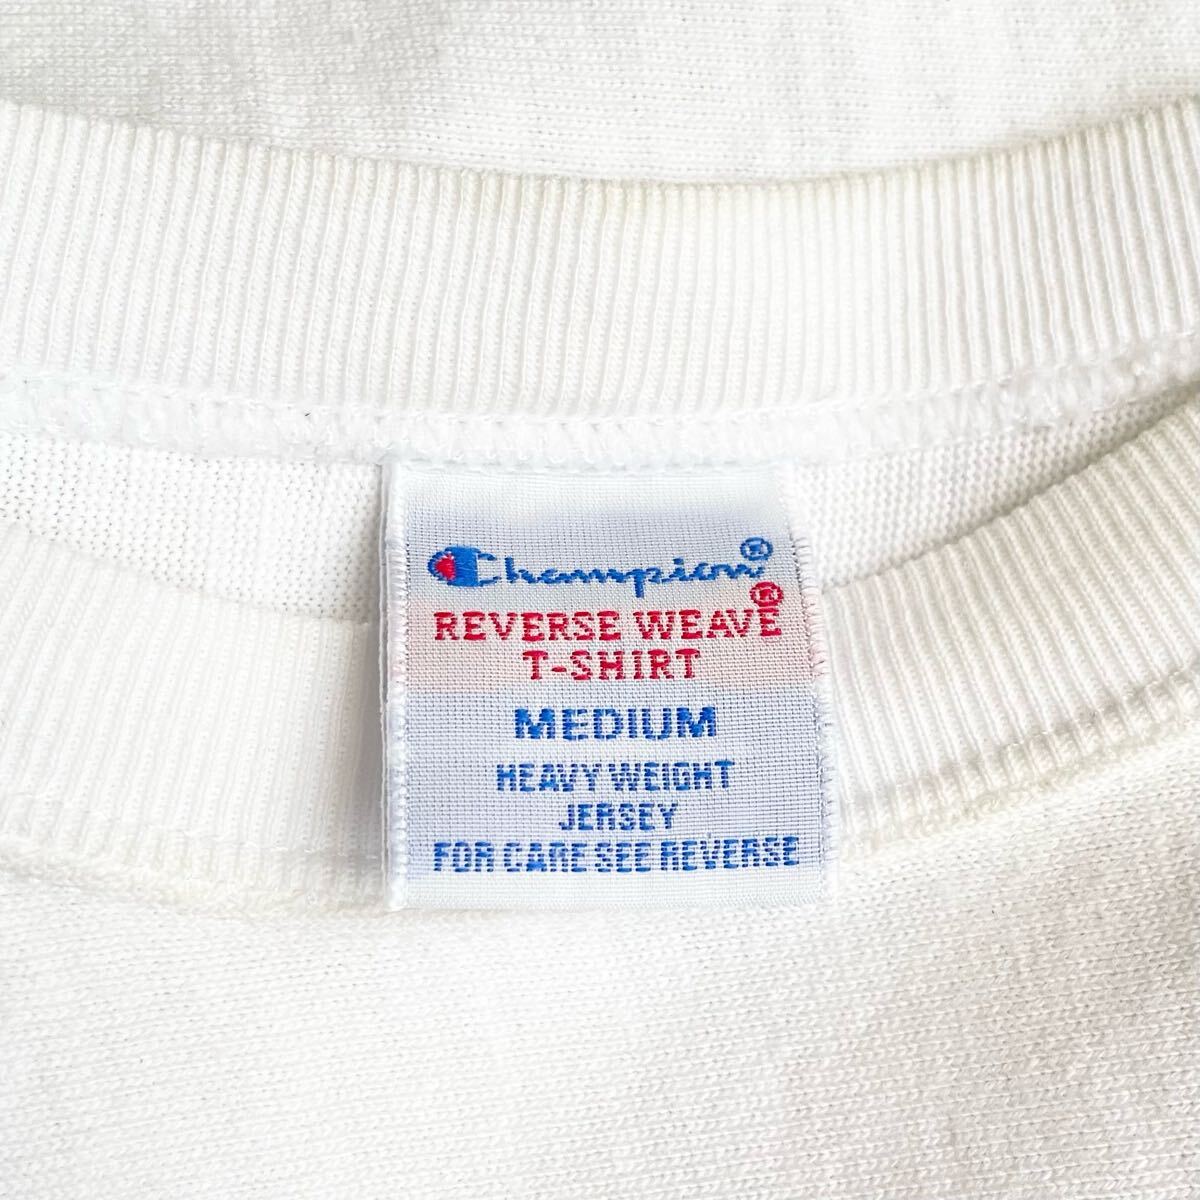 Champion®
REVERSE WEAVE®
T-SHIRT
MEDIUM
HEAVY WEIGHT
JERSEY
FOR CARE SEE REVERSE